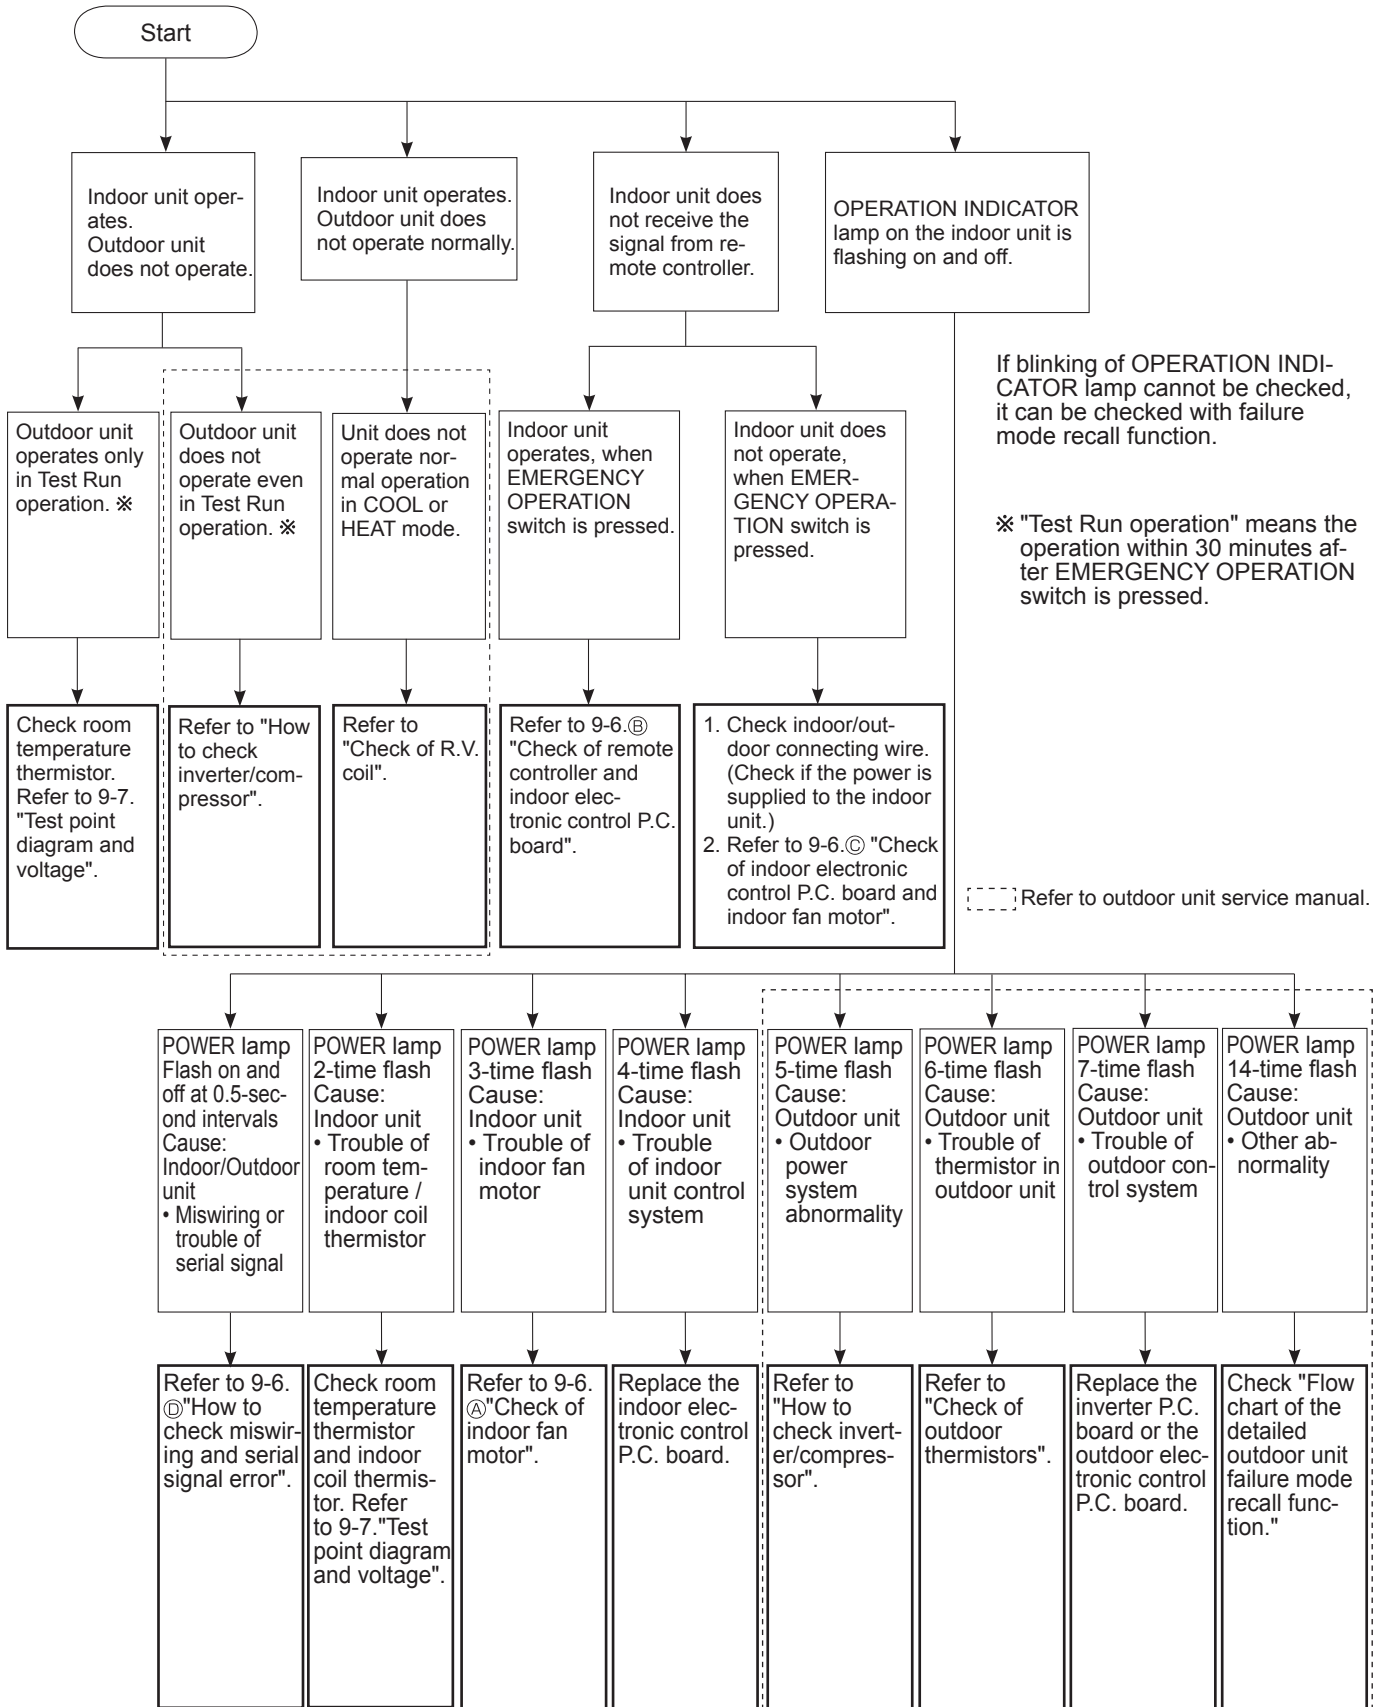 Start
Indoor unit oper-
ates.
Outdoor unit
does not operate.
Indoor unit operates.
Outdoor unit does
not operate normally.
Indoor unit does
not receive the
signal from re-
mote controller.
OPERATION INDICATOR
lamp on the indoor unit is
flashing on and off.
If blinking of OPERATION INDI-
CATOR lamp cannot be checked,
it can be checked with failure
mode recall function.
※ "Test Run operation" means the
operation within 30 minutes af-
ter EMERGENCY OPERATION
switch is pressed.
Outdoor unit
operates only
in Test Run
operation. ※
Outdoor unit
does not
operate even
in Test Run
operation. ※
Unit does not
operate nor-
mal operation
in COOL or
HEAT mode.
Indoor unit
operates, when
EMERGENCY
OPERATION
switch is pressed.
Indoor unit does
not operate,
when EMER-
GENCY OPERA-
TION switch is
pressed.
Check room
temperature
thermistor.
Refer to 9-7.
"Test point
diagram and
voltage".
Refer to "How
to check
inverter/com-
pressor".
Refer to
"Check of R.V.
coil".
Refer to 9-6.Ⓑ
"Check of remote
controller and
indoor elec-
tronic control P.C.
board".
1. Check indoor/out-
door connecting wire.
(Check if the power is
supplied to the indoor
unit.)
2. Refer to 9-6.Ⓒ "Check
of indoor electronic
control P.C. board and
indoor fan motor".
Refer to outdoor unit service manual.
POWER lamp
Flash on and
off at 0.5-sec-
ond intervals
Cause:
Indoor/Outdoor
unit
• Miswiring or
trouble of
serial signal
POWER lamp
2-time flash
Cause:
Indoor unit
• Trouble of
room tem-
perature /
indoor coil
thermistor
POWER lamp
3-time flash
Cause:
Indoor unit
• Trouble of
indoor fan
motor
POWER lamp
4-time flash
Cause:
Indoor unit
• Trouble
of indoor
unit control
system
POWER lamp
5-time flash
Cause:
Outdoor unit
• Outdoor
power
system
abnormality
POWER lamp
6-time flash
Cause:
Outdoor unit
• Trouble of
thermistor in
outdoor unit
POWER lamp
7-time flash
Cause:
Outdoor unit
• Trouble of
outdoor con-
trol system
POWER lamp
14-time flash
Cause:
Outdoor unit
• Other ab-
normality
Refer to 9-6.
Ⓓ"How to
check miswir-
ing and serial
signal error".
Check room
temperature
thermistor
and indoor
coil thermis-
tor. Refer
to 9-7."Test
point diagram
and voltage".
Refer to 9-6.
Ⓐ"Check of
indoor fan
motor".
Replace the
indoor elec-
tronic control
P.C. board.
Refer to
"How to
check invert-
er/compres-
sor".
Refer to
"Check of
outdoor
thermistors".
Replace the
inverter P.C.
board or the
outdoor elec-
tronic control
P.C. board.
Check "Flow
chart of the
detailed
outdoor unit
failure mode
recall func-
tion."